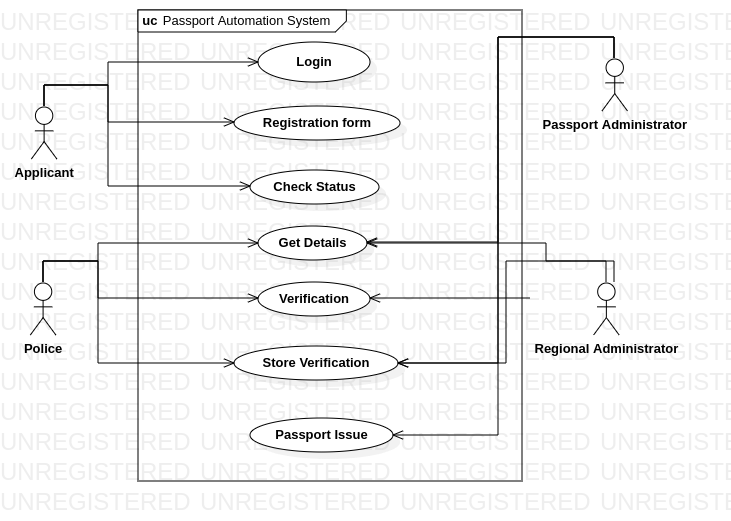 uc Passport Automation System
Login
Registration form
Check Status
Get Details
Verification
Store Verification
Passport Issue
Applicant
Police
Passport Administrator
Regional Administrator
UNREGISTERED UNREGISTERED UNREGISTERED UNREGISTERED